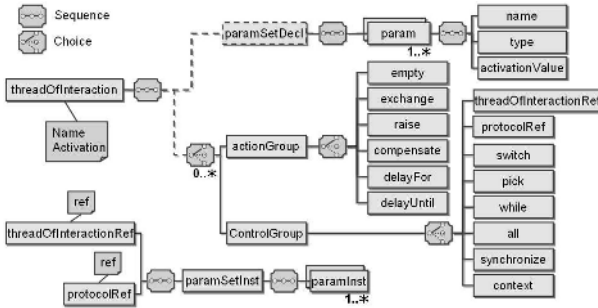 Sequence
Choice
paramSetDecl
param
1..*
name
type
activationValue
threadOfInteraction
Name
Activation
0..*
actionGroup
empty
exchange
raise
compensate
delayFor
delayUntil
ControlGroup
threadOfInteractionRef
protocolRef
switch
pick
while
all
synchronize
context
ref
threadOfInteractionRef
ref
protocolRef
paramSetInst
paramInst
1..*